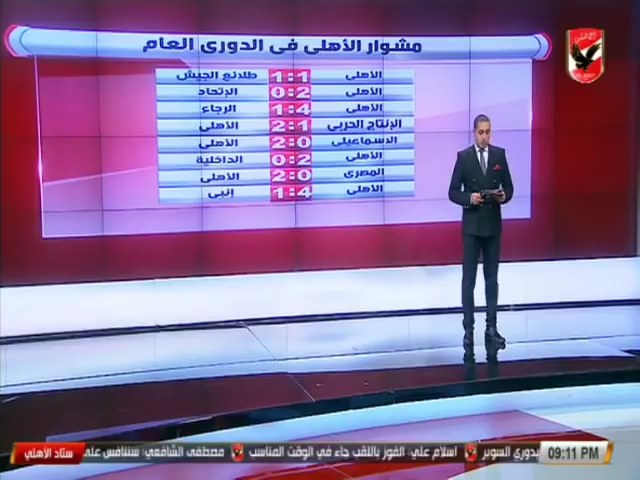 مشوار الأهلى فى الدورى العام
الأهلى 1:1 طلائع الجيش
الأهلى 0:2 الإتحاد
الأهلى 1:4 الرجاء
الإنتاج الحربى 2:1 الأهلى
الاسماعيلى 2:0 الأهلى
الأهلى 0:2 الداخلية
المصرى 2:0 الأهلى
الأهلى 1:4 إنبى
ستاد الأهلي مصطفى الشافعي: سننافس على بدوري السوبر اسلام علي: الفوز باللقب جاء في الوقت المناسب 09:11 PM